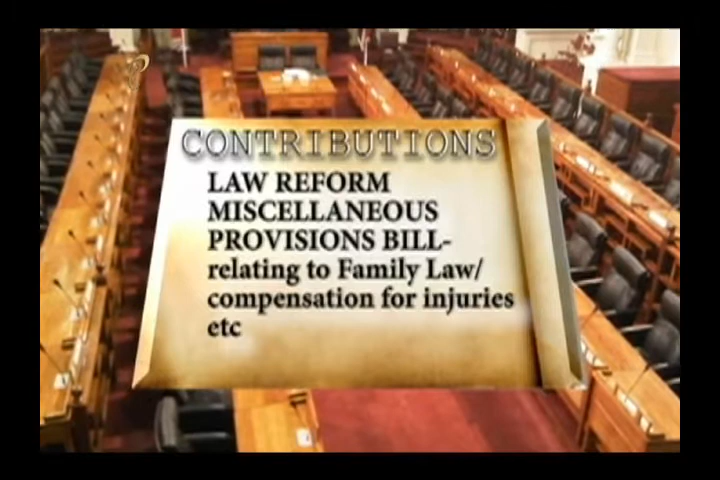 CONTRIBUTIONS
LAW REFORM
MISCELLANEOUS
PROVISIONS BILL-
relating to Family Law/
compensation for injuries
etc